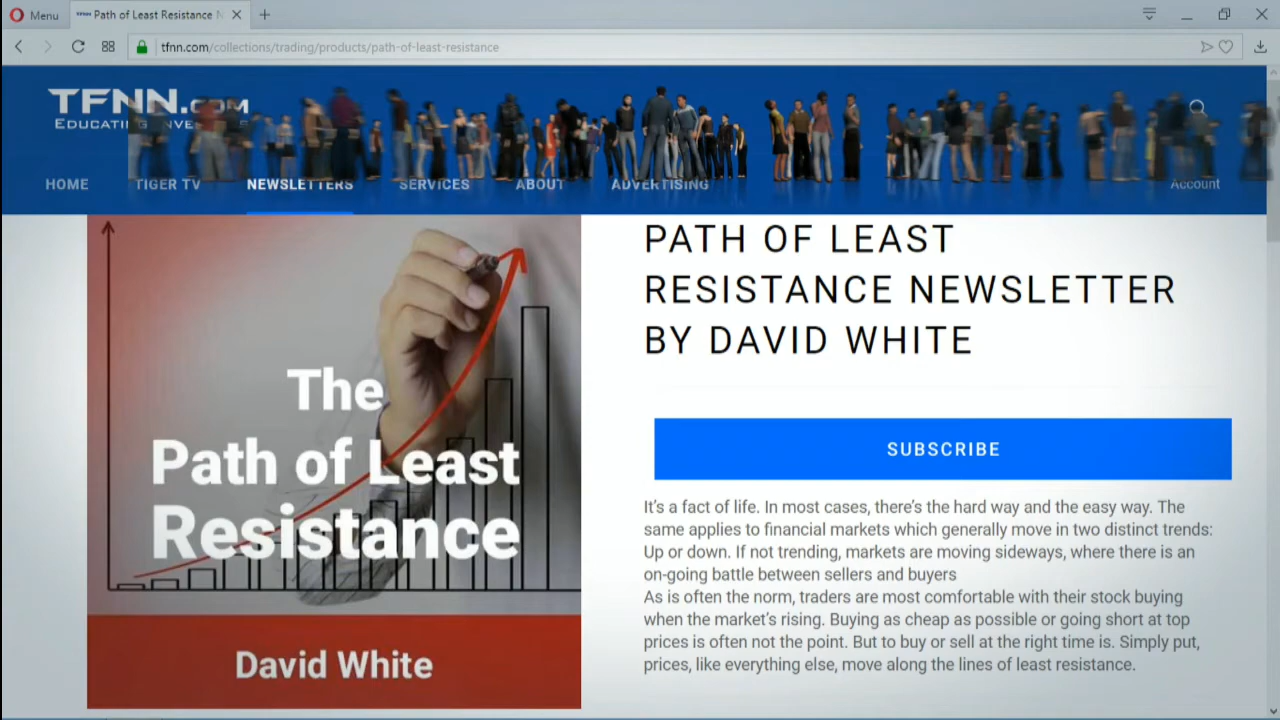 Menu
Path of Least Resistance N
tfnn.com/collections/trading/products/path-of-least-resistance
TFNN.COM
HOME
TIGER TV
NEWSLETTERS
SERVICES
ABOUT
ADVERTISING
Account
The
Path of Least
Resistance
David White
PATH OF LEAST
RESISTANCE NEWSLETTER
BY DAVID WHITE
SUBSCRIBE
It's a fact of life. In most cases, there's the hard way and the easy way. The
same applies to financial markets which generally move in two distinct trends:
Up or down. If not trending, markets are moving sideways, where there is an
on-going battle between sellers and buyers
As is often the norm, traders are most comfortable with their stock buying
when the market's rising. Buying as cheap as possible or going short at top
prices is often not the point. But to buy or sell at the right time is. Simply put,
prices, like everything else, move along the lines of least resistance.